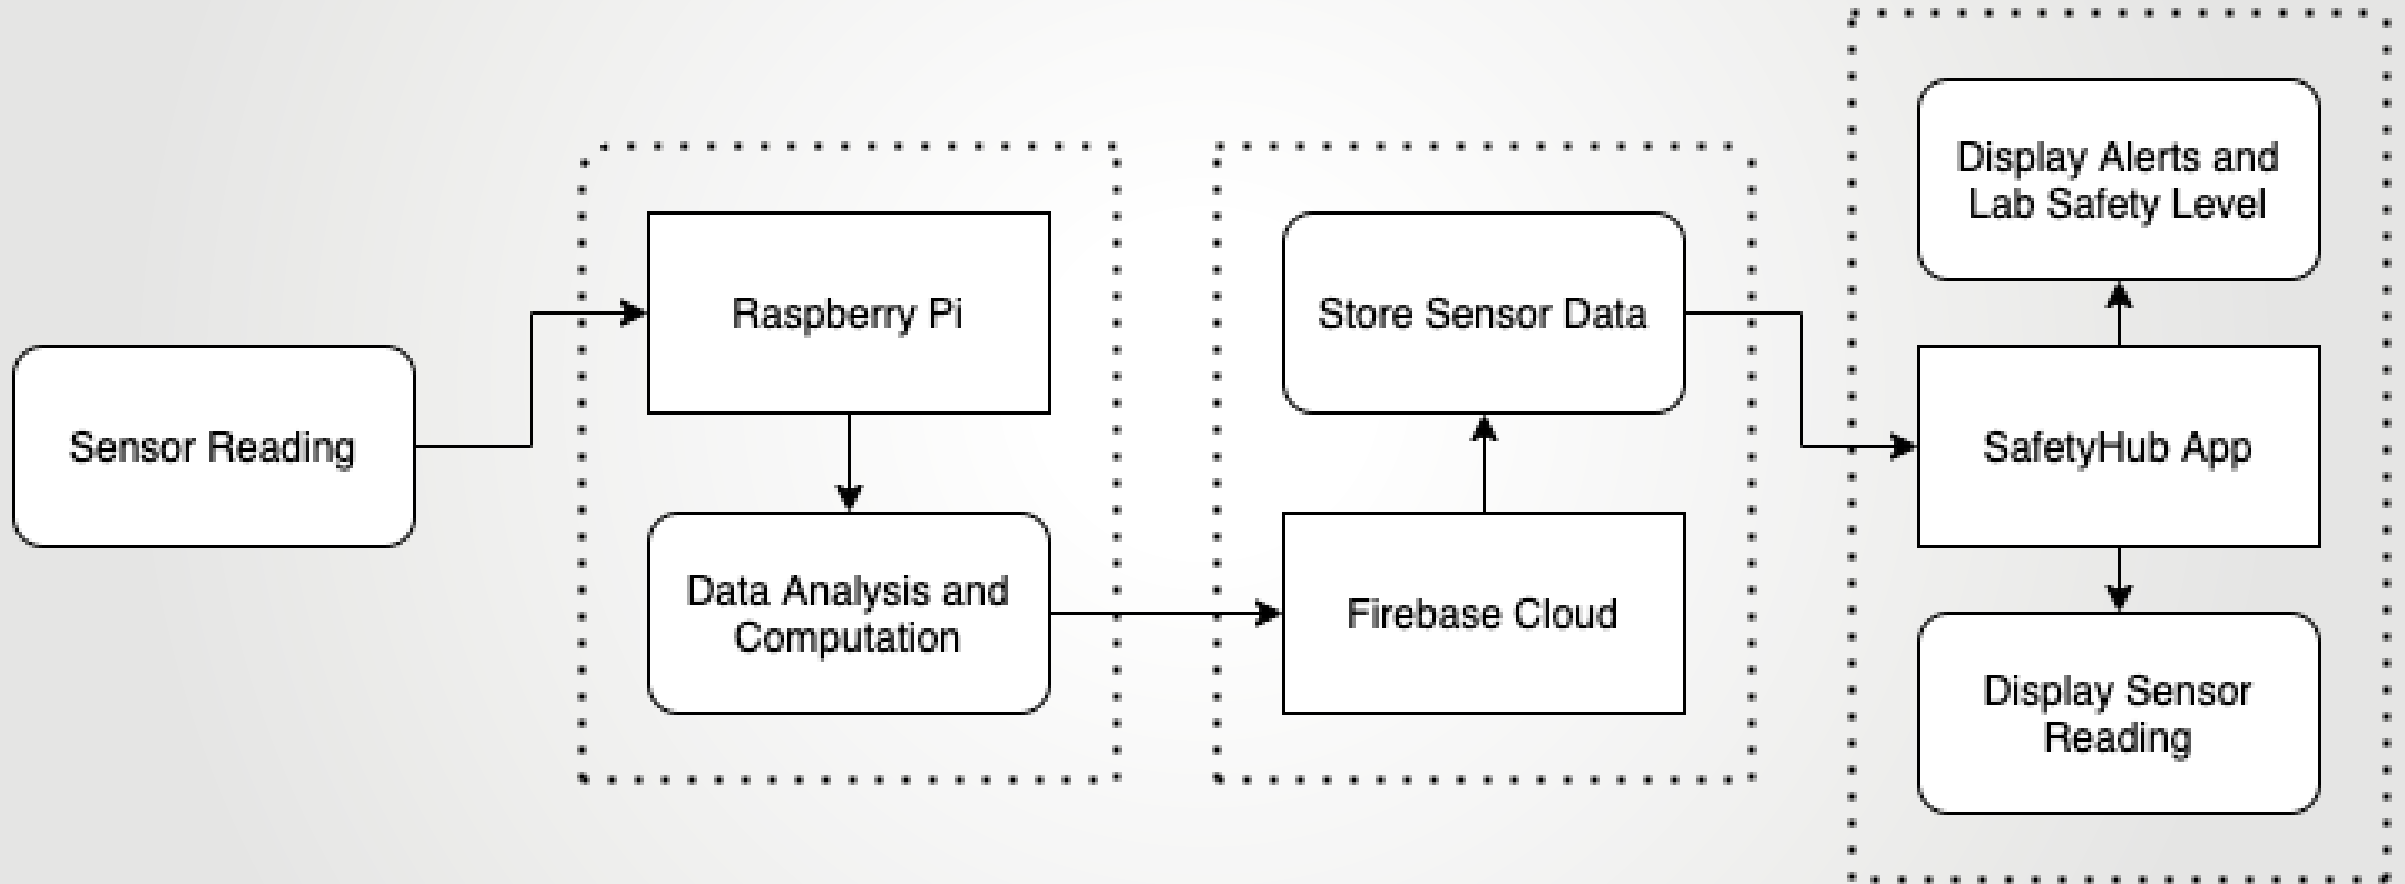 Sensor Reading
Raspberry Pi
Data Analysis and
Computation
Store Sensor Data
Firebase Cloud
Display Alerts and
Lab Safety Level
SafetyHub App
Display Sensor
Reading